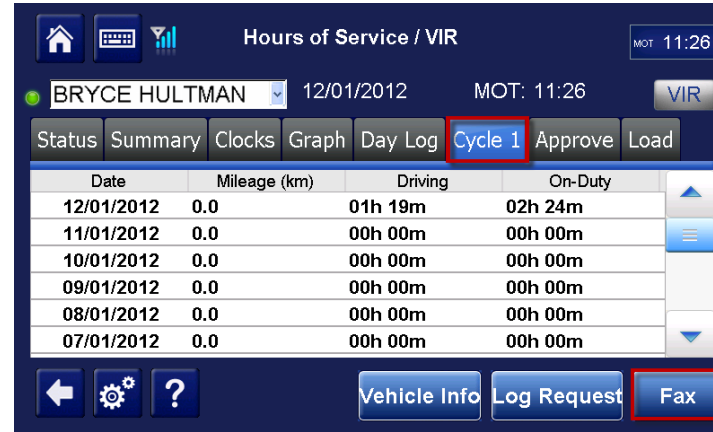 Hours of Service / VIR
MOT 11:26
BRYCE HULTMAN 12/01/2012 MOT: 11:26 VIR
Status Summary Clocks Graph Day Log Cycle 1 Approve Load
Date Mileage (km) Driving On-Duty
12/01/2012 0.0 01h 19m 02h 24m
11/01/2012 0.0 00h 00m 00h 00m
10/01/2012 0.0 00h 00m 00h 00m
09/01/2012 0.0 00h 00m 00h 00m
08/01/2012 0.0 00h 00m 00h 00m
07/01/2012 0.0 00h 00m 00h 00m
? Vehicle Info Log Request Fax